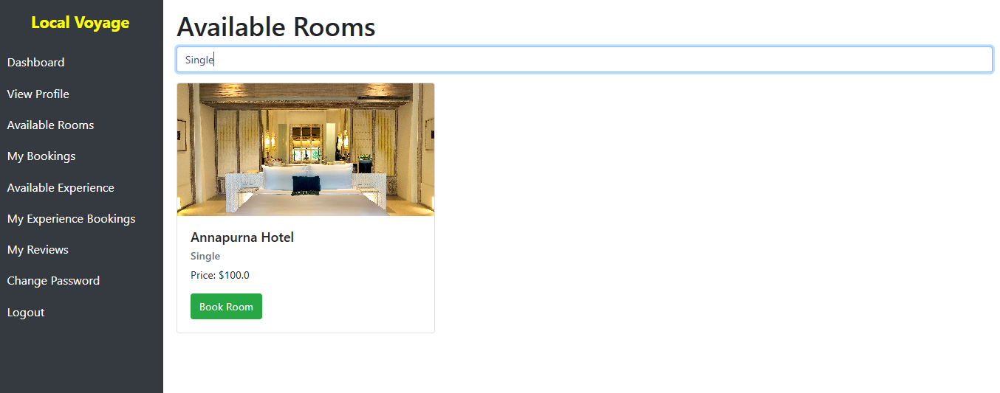 Local Voyage
Dashboard
View Profile
Available Rooms
My Bookings
Available Experience
My Experience Bookings
My Reviews
Change Password
Logout
Available Rooms
Single
Annapurna Hotel
Single
Price: $100.0
Book Room